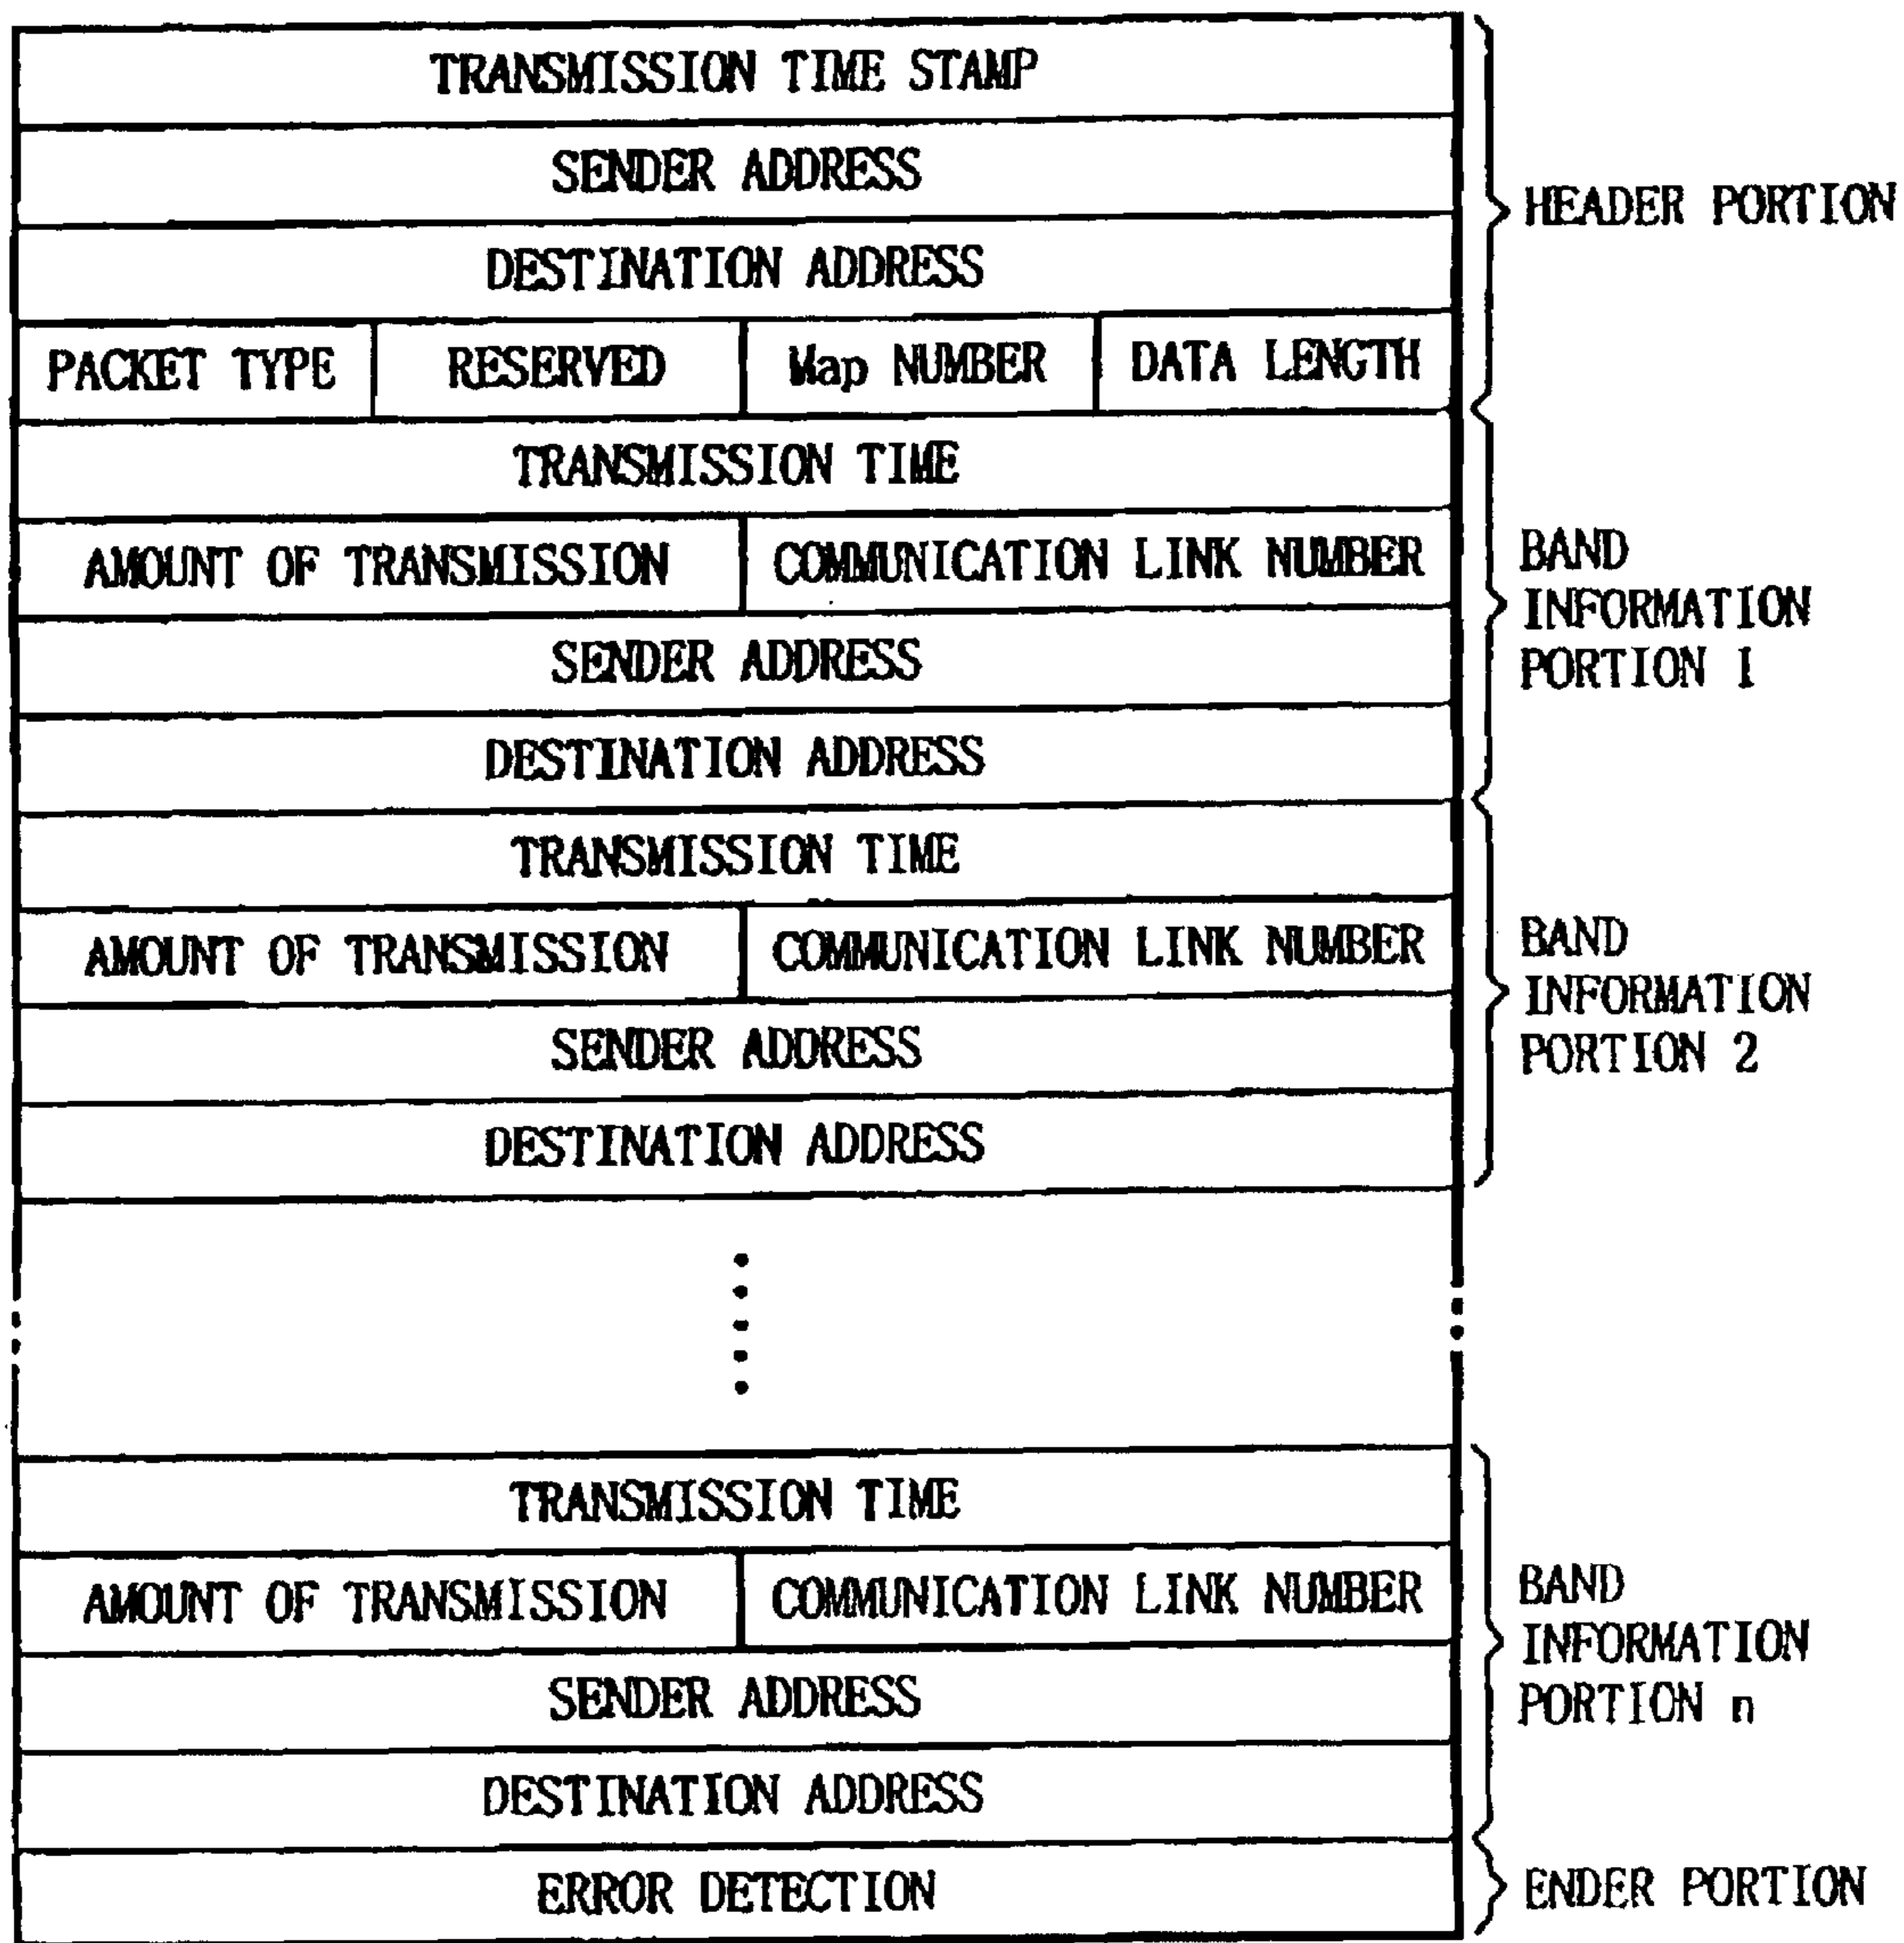 TRANSMISSION TIME STAMP
SENDER ADDRESS
DESTINATION ADDRESS
HEADER PORTION
PACKET TYPE RESERVED Map NUMBER DATA LENGTH
TRANSMISSION TIME
AMOUNT OF TRANSMISSION COMMUNICATION LINK NUMBER
SENDER ADDRESS
DESTINATION ADDRESS
BAND
INFORMATION
PORTION 1
TRANSMISSION TIME
AMOUNT OF TRANSMISSION COMMUNICATION LINK NUMBER
SENDER ADDRESS
DESTINATION ADDRESS
BAND
INFORMATION
PORTION 2
TRANSMISSION TIME
AMOUNT OF TRANSMISSION COMMUNICATION LINK NUMBER
SENDER ADDRESS
DESTINATION ADDRESS
BAND
INFORMATION
PORTION n
ERROR DETECTION
ENDER PORTION